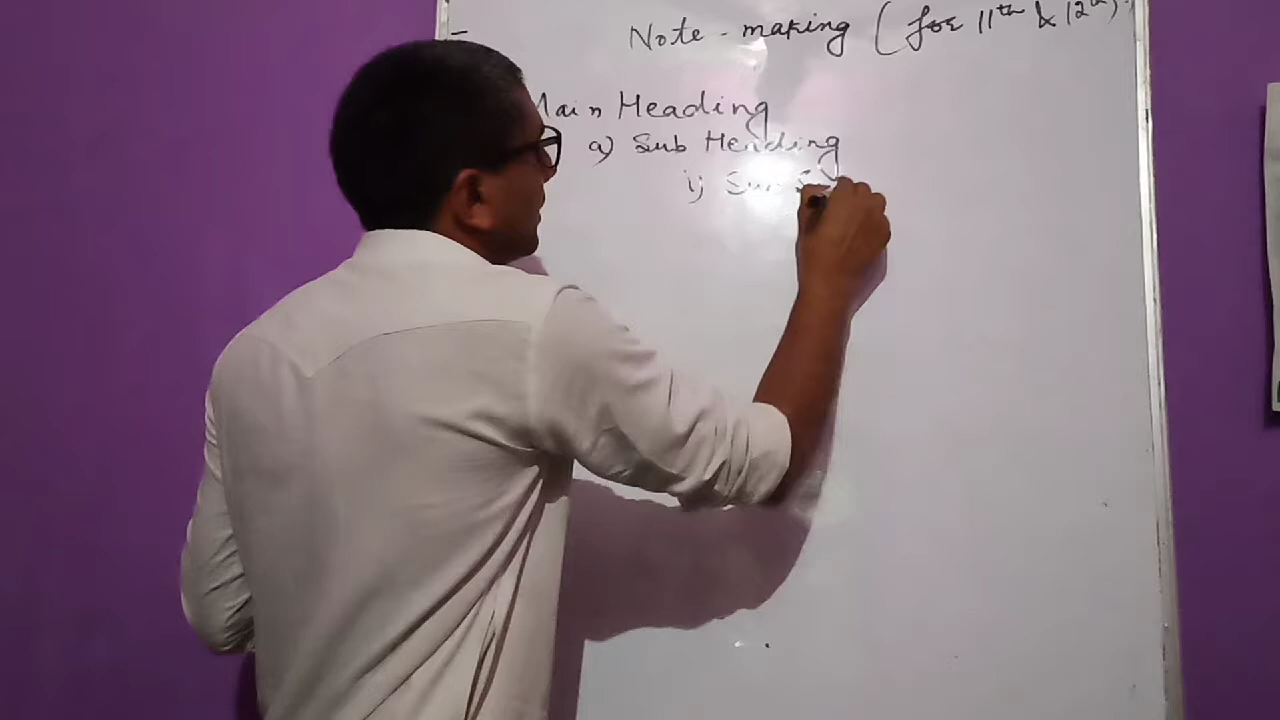 Note - making (for 11th & 12th)
Main Heading
a) Sub Heading
i)